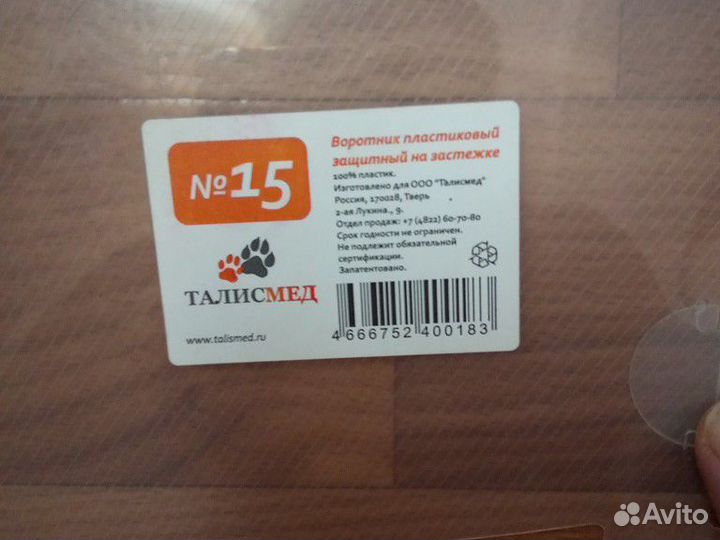 №15
Воротник пластиковый
защитный на застежке
100% пластик.
Изготовлено для ООО "Талисмед"
Россия, 170028, Тверь
2-ая Лукина., 9.
Отдел продаж: +7 (4822) 60-70-80
Срок годности не ограничен.
Не подлежит обязательной
сертификации.
Запатентовано.
ТАЛИСМЕД
www.talismed.ru
4 666752 400183
Avito